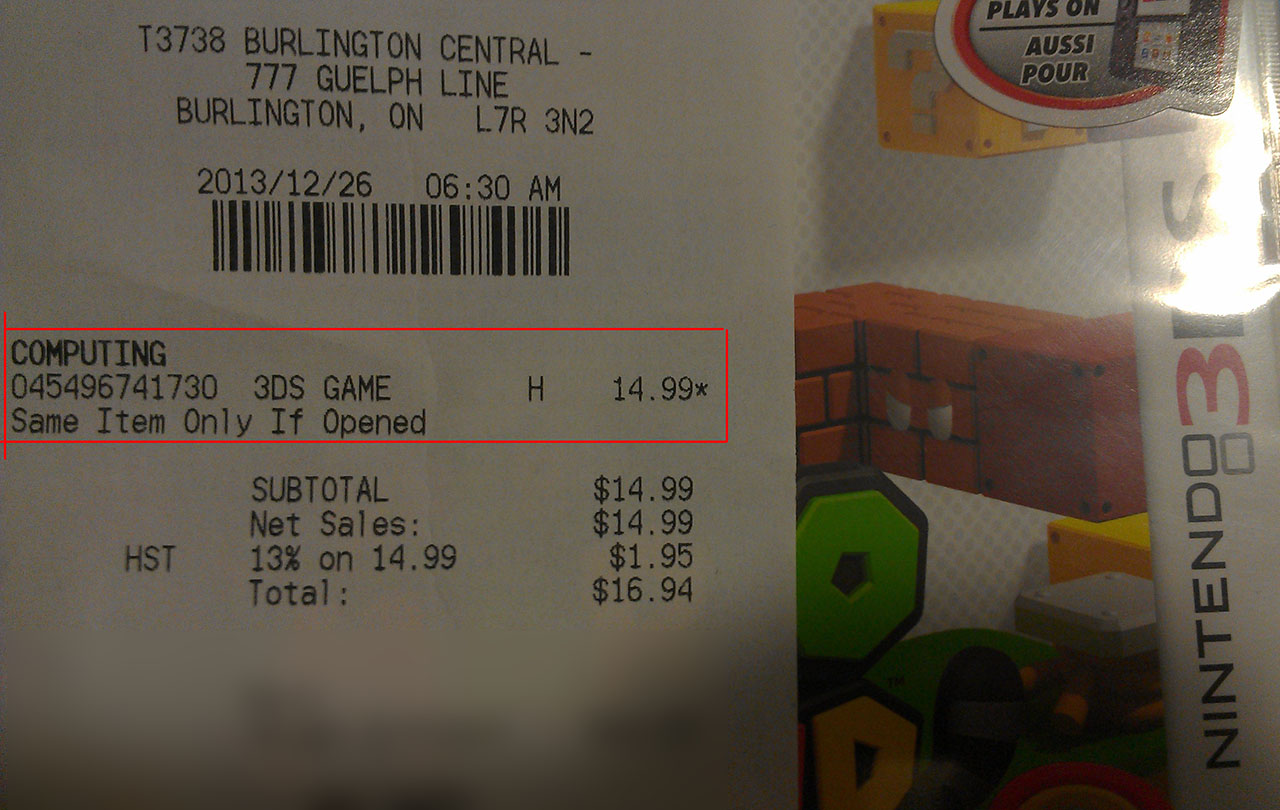 T3738 BURLINGTON CENTRAL -
777 GUELPH LINE
BURLINGTON, ON L7R 3N2
2013/12/26 06:30 AM
COMPUTING
045496741730 3DS GAME H 14.99*
Same Item Only If Opened
SUBTOTAL $14.99
Net Sales: $14.99
HST 13% on 14.99 $1.95
Total: $16.94
PLAYS ON
AUSSI
POUR
NINTENDO 3DS
TM